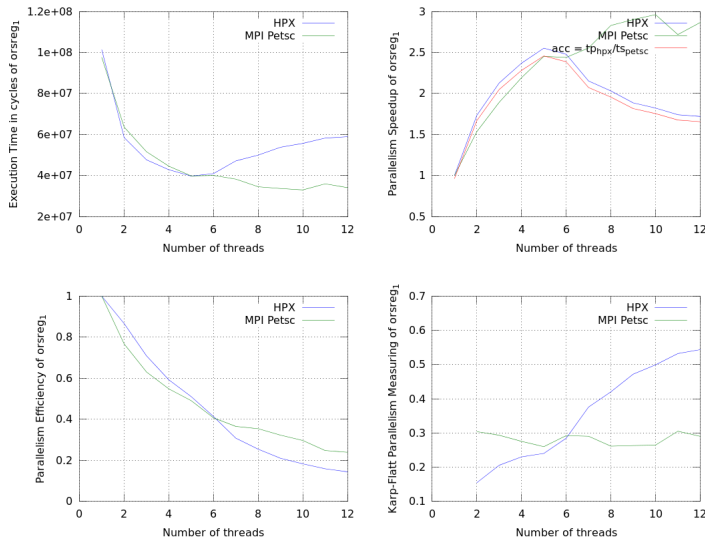 Execution Time in cycles of orsreg₁
1.2e+08
1e+08
8e+07
6e+07
4e+07
2e+07
HPX
MPI Petsc
0 2 4 6 8 10 12
Number of threads
Parallelism Speedup of orsreg₁
3
2.5
2
1.5
1
0.5
HPX
MPI Petsc
acc = tp_hpx/ts_petsc
0 2 4 6 8 10 12
Number of threads
Parallelism Efficiency of orsreg₁
1
0.8
0.6
0.4
0.2
0
HPX
MPI Petsc
0 2 4 6 8 10 12
Number of threads
Karp-Flatt Parallelism Measuring of orsreg₁
0.7
0.6
0.5
0.4
0.3
0.2
0.1
HPX
MPI Petsc
0 2 4 6 8 10 12
Number of threads